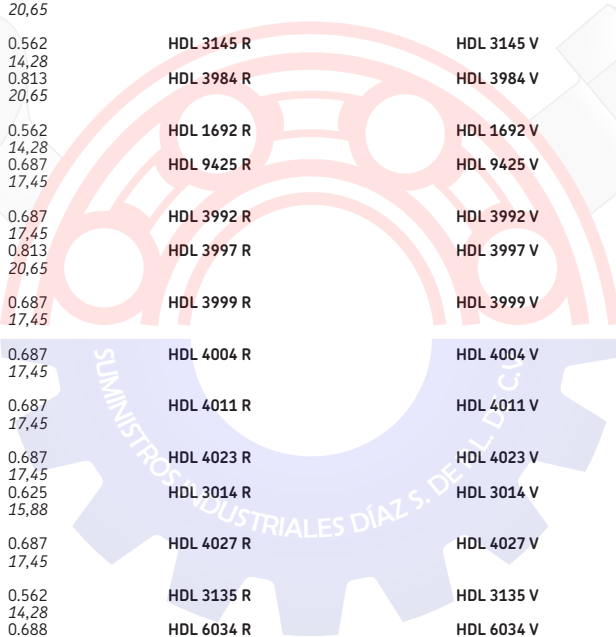 20,65
0.562 HDL 3145 R HDL 3145 V
14,28
0.813 HDL 3984 R HDL 3984 V
20,65
0.562 HDL 1692 R HDL 1692 V
14,28
0.687 HDL 9425 R HDL 9425 V
17,45
0.687 HDL 3992 R HDL 3992 V
17,45
0.813 HDL 3997 R HDL 3997 V
20,65
0.687 HDL 3999 R HDL 3999 V
17,45
0.687 HDL 4004 R HDL 4004 V
17,45
0.687 HDL 4011 R HDL 4011 V
17,45
0.687 HDL 4023 R HDL 4023 V
17,45
0.625 HDL 3014 R HDL 3014 V
15,88
0.687 HDL 4027 R HDL 4027 V
17,45
0.562 HDL 3135 R HDL 3135 V
14,28
0.688 HDL 6034 R HDL 6034 V
SUMINISTROS INDUSTRIALES DÍAZ S. DE R.L. DE C.V.